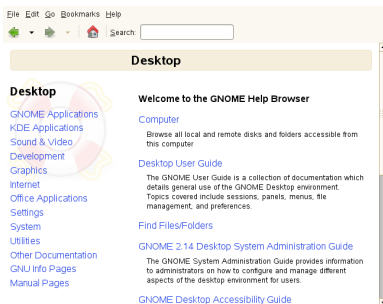 File Edit Go Bookmarks Help
Search:
Desktop
Desktop
GNOME Applications
KDE Applications
Sound & Video
Development
Graphics
Internet
Office Applications
Settings
System
Utilities
Other Documentation
GNU Info Pages
Manual Pages
Welcome to the GNOME Help Browser
Computer
Browse all local and remote disks and folders accessible from
this computer
Desktop User Guide
The GNOME User Guide is a collection of documentation which
details general use of the GNOME Desktop environment.
Topics covered include sessions, panels, menus, file
management, and preferences.
Find Files/Folders
GNOME 2.14 Desktop System Administration Guide
The GNOME System Administration Guide provides information
to administrators on how to configure and manage different
aspects of the desktop environment for users.
GNOME Desktop Accessibility Guide